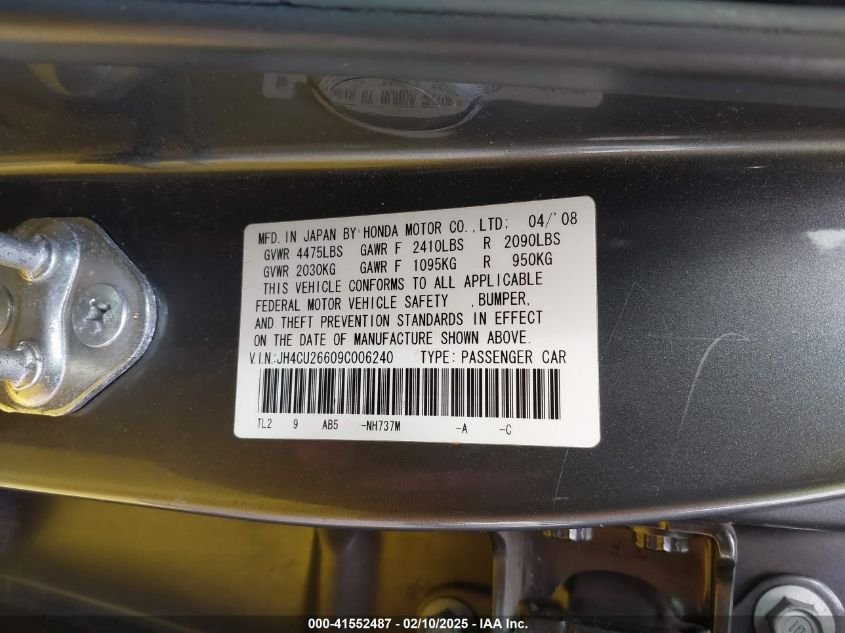 MFD. IN JAPAN BY HONDA MOTOR CO.,LTD; 04/'08
GVWR 4475LBS GAWR F 2410LBS R 2090LBS
GVWR 2030KG GAWR F 1095KG R 950KG
THIS VEHICLE CONFORMS TO ALL APPLICABLE
FEDERAL MOTOR VEHICLE SAFETY ,BUMPER,
AND THEFT PREVENTION STANDARDS IN EFFECT
ON THE DATE OF MANUFACTURE SHOWN ABOVE.
V.I.N.:JH4CU26609C006240 TYPE: PASSENGER CAR
TL2 9 AB5 -NH737M -A -C
000-41552487 - 02/10/2025 - IAA Inc.